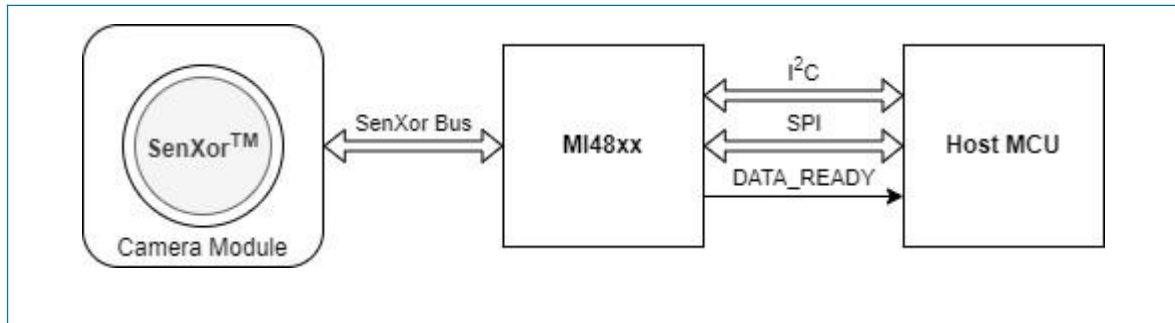 SenXor™
Camera Module
SenXor Bus
MI48xx
I²C
SPI
DATA_READY
Host MCU